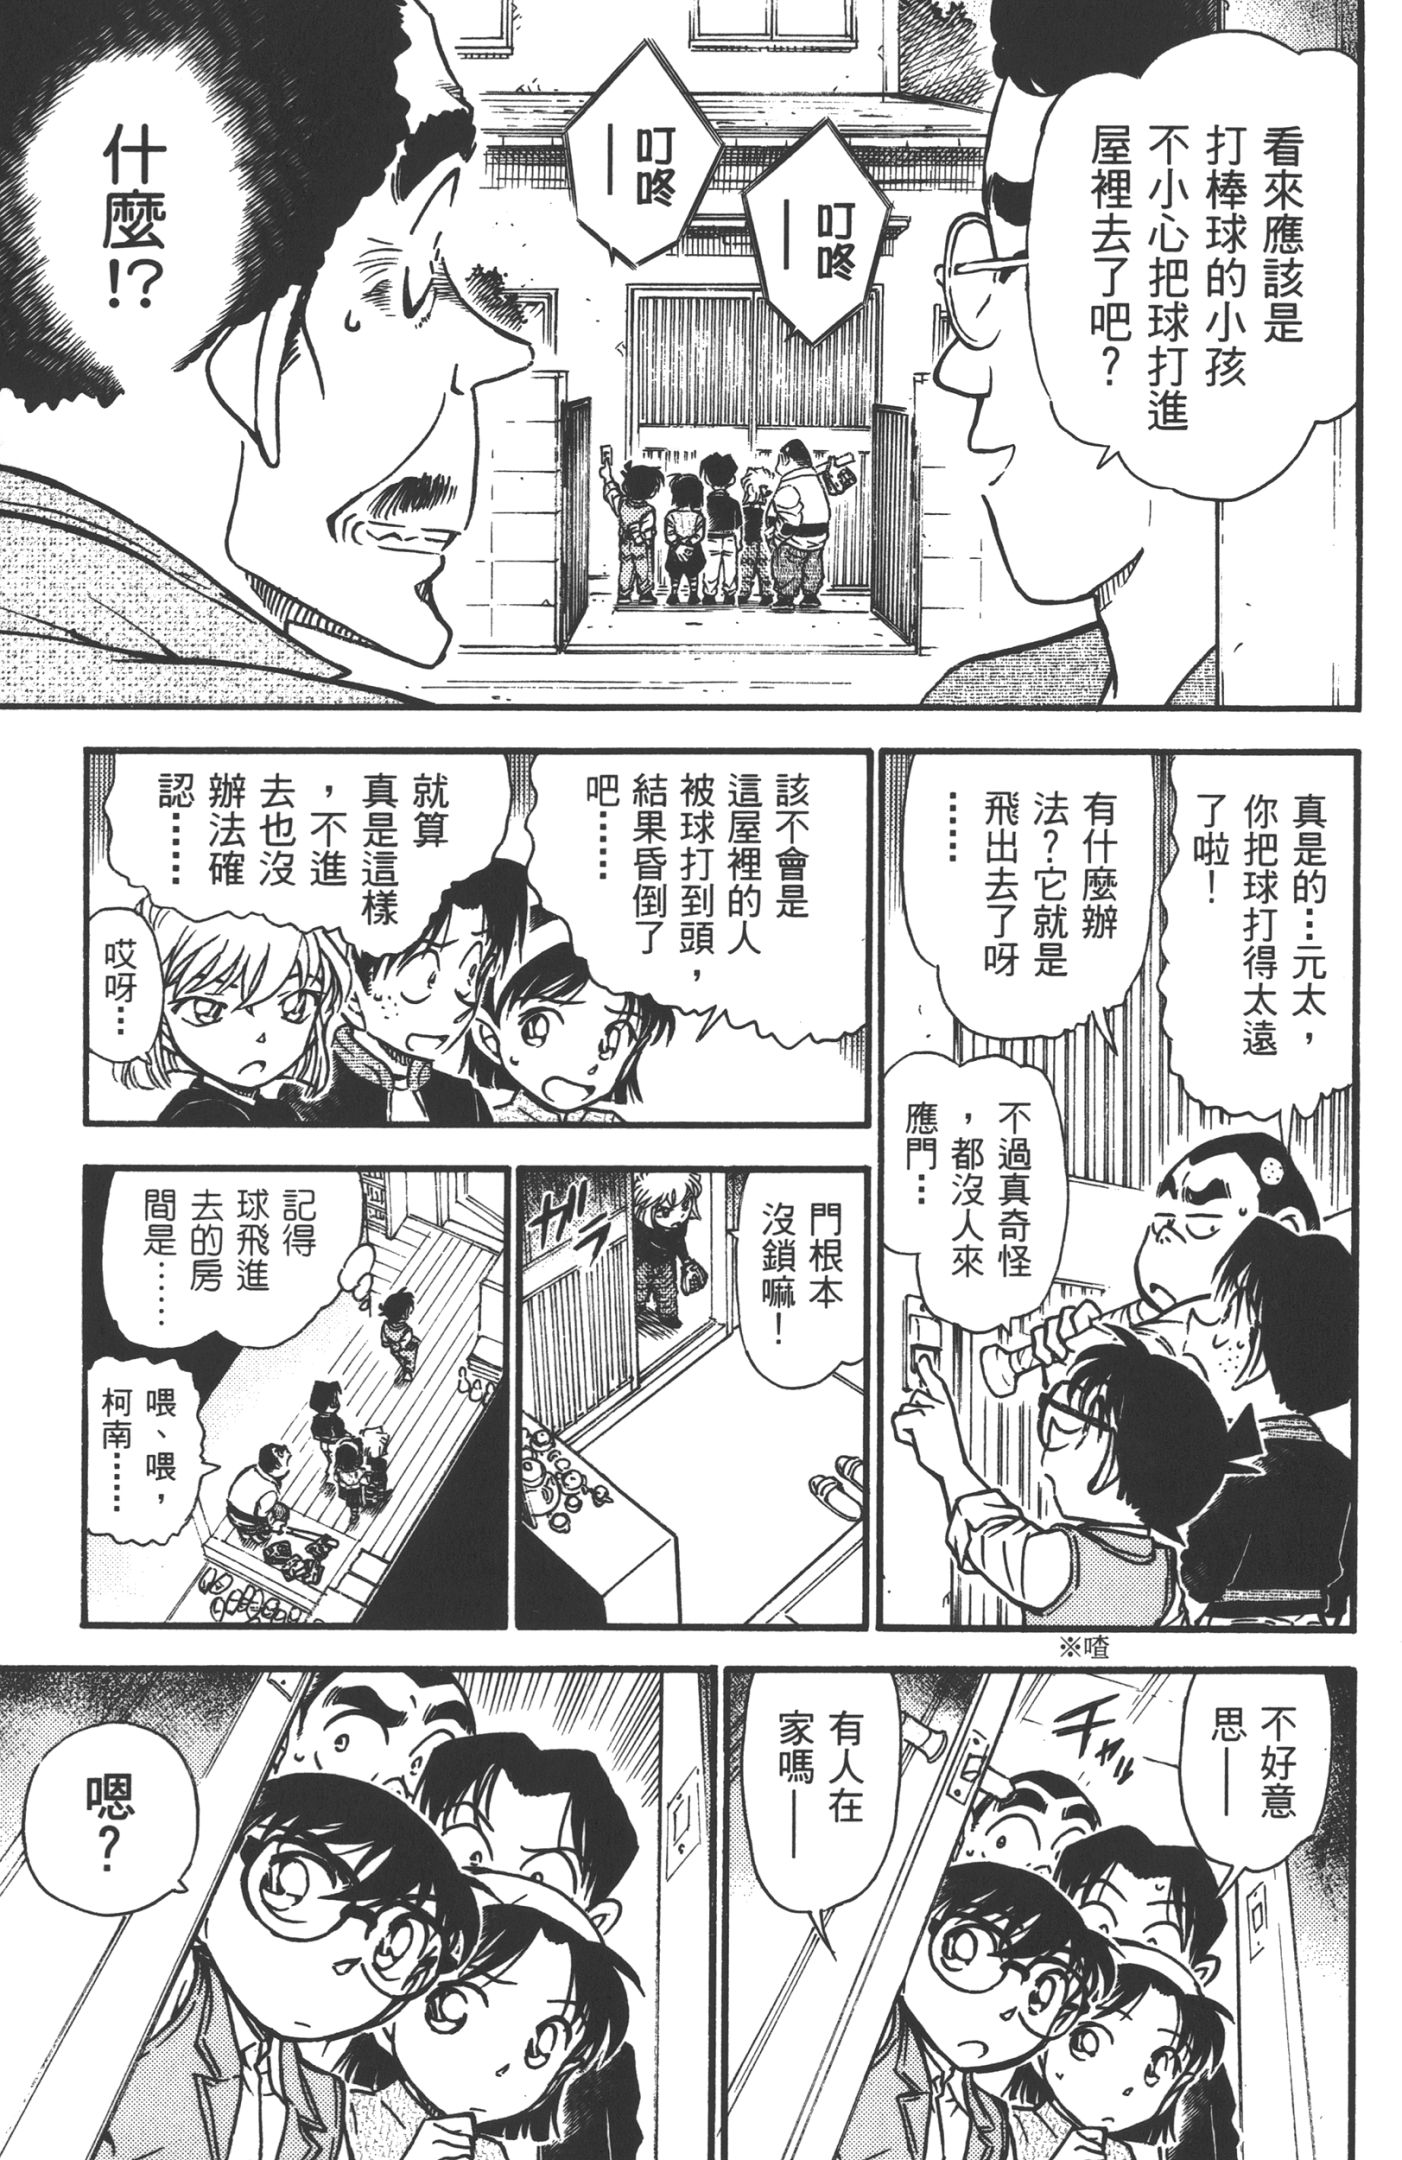 看來應該是
打棒球的小孩
不小心把球打進
屋裡去了吧？
叮咚
—
叮咚
—
什麼!?
真是的…元太，
你把球打得太遠
了啦！
有什麼辦
法？它就是
飛出去了呀
……
不過真奇怪
，都沒人來
應門…
該不會是
這屋裡的人
被球打到頭，
結果昏倒了
吧……
就算
真是這樣
，不進
去也沒
辦法確
認……
哎呀…
門根本
沒鎖嘛！
ガラ
記得
球飛進
去的房
間是……
喂、喂，
柯南……
※喳
不好意
思—
チャ
有人在
家嗎—
嗯？